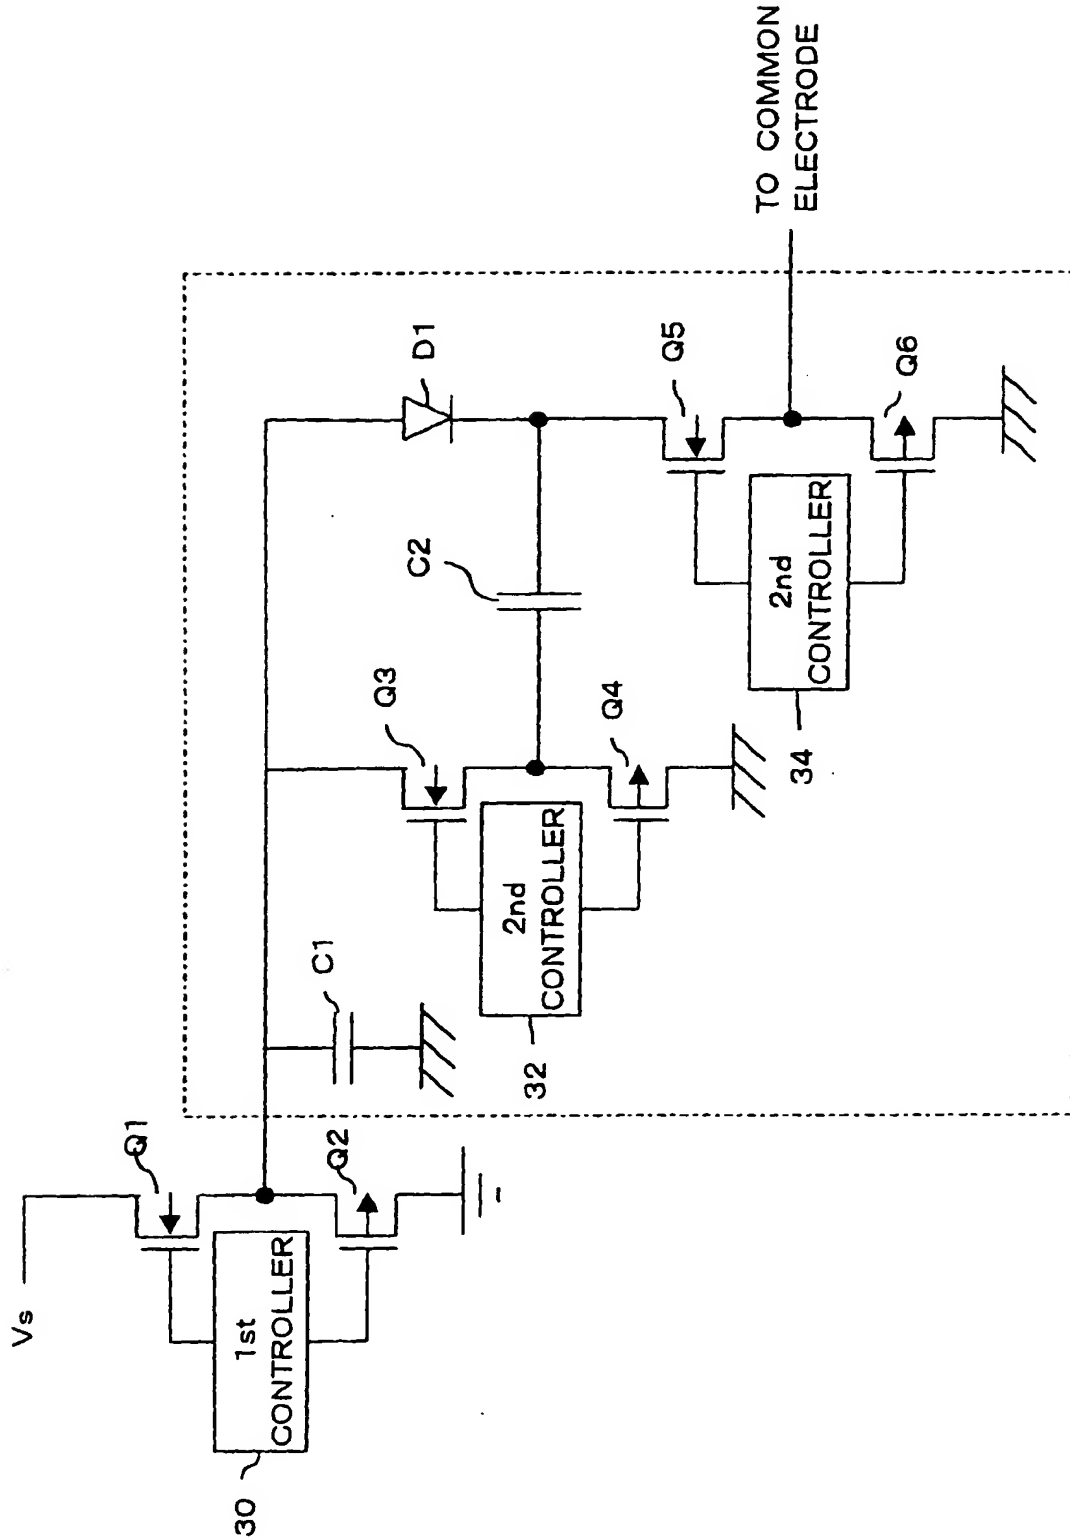 Vs
Q1
30
1st
CONTROLLER
Q2
C1
Q3
32
2nd
CONTROLLER
Q4
C2
D1
Q5
34
2nd
CONTROLLER
Q6
TO COMMON
ELECTRODE